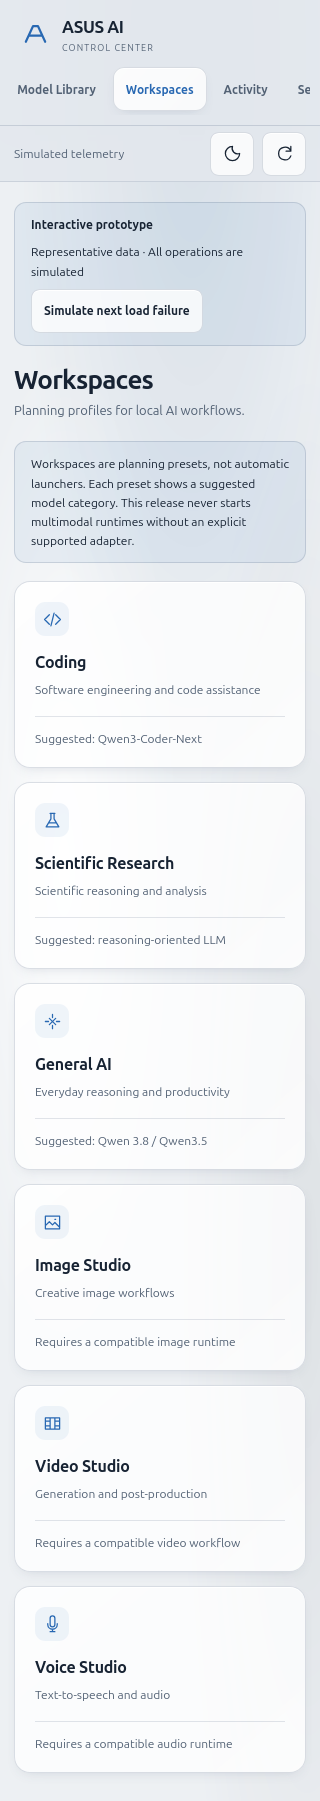 ASUS AI
CONTROL CENTER
Model Library Workspaces Activity Se
Simulated telemetry
Interactive prototype
Representative data · All operations are
simulated
Simulate next load failure
Workspaces
Planning profiles for local AI workflows.
Workspaces are planning presets, not automatic
launchers. Each preset shows a suggested
model category. This release never starts
multimodal runtimes without an explicit
supported adapter.
Coding
Software engineering and code assistance
Suggested: Qwen3-Coder-Next
Scientific Research
Scientific reasoning and analysis
Suggested: reasoning-oriented LLM
General AI
Everyday reasoning and productivity
Suggested: Qwen 3.8 / Qwen3.5
Image Studio
Creative image workflows
Requires a compatible image runtime
Video Studio
Generation and post-production
Requires a compatible video workflow
Voice Studio
Text-to-speech and audio
Requires a compatible audio runtime